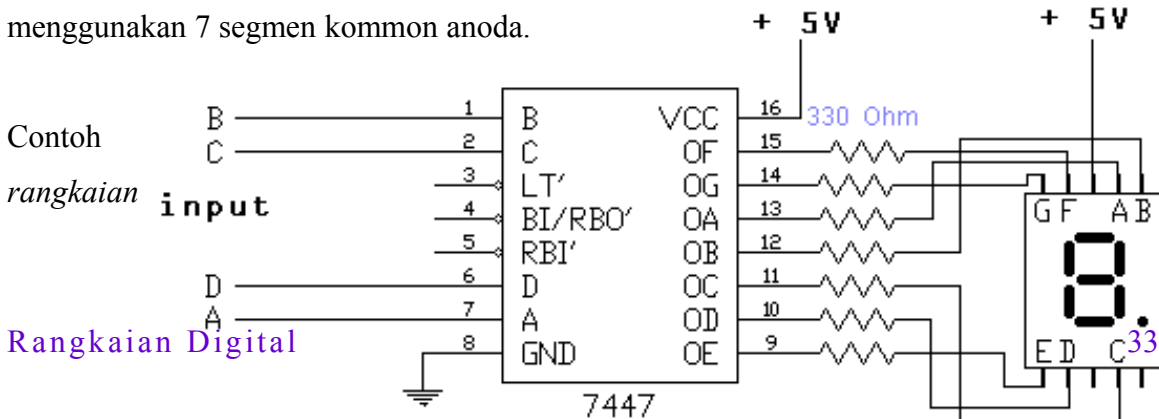 menggunakan 7 segmen kommon anoda.
+ 5V
+ 5V
Contoh
rangkaian
input
B
C
D
A
1
2
3
4
5
6
7
8
B
C
LT'
BI/RBO'
RBI'
D
A
GND
VCC
OF
OG
OA
OB
OC
OD
OE
16
15
14
13
12
11
10
9
7447
330 Ohm
G F A B
8.
E D C
Rangkaian Digital 33